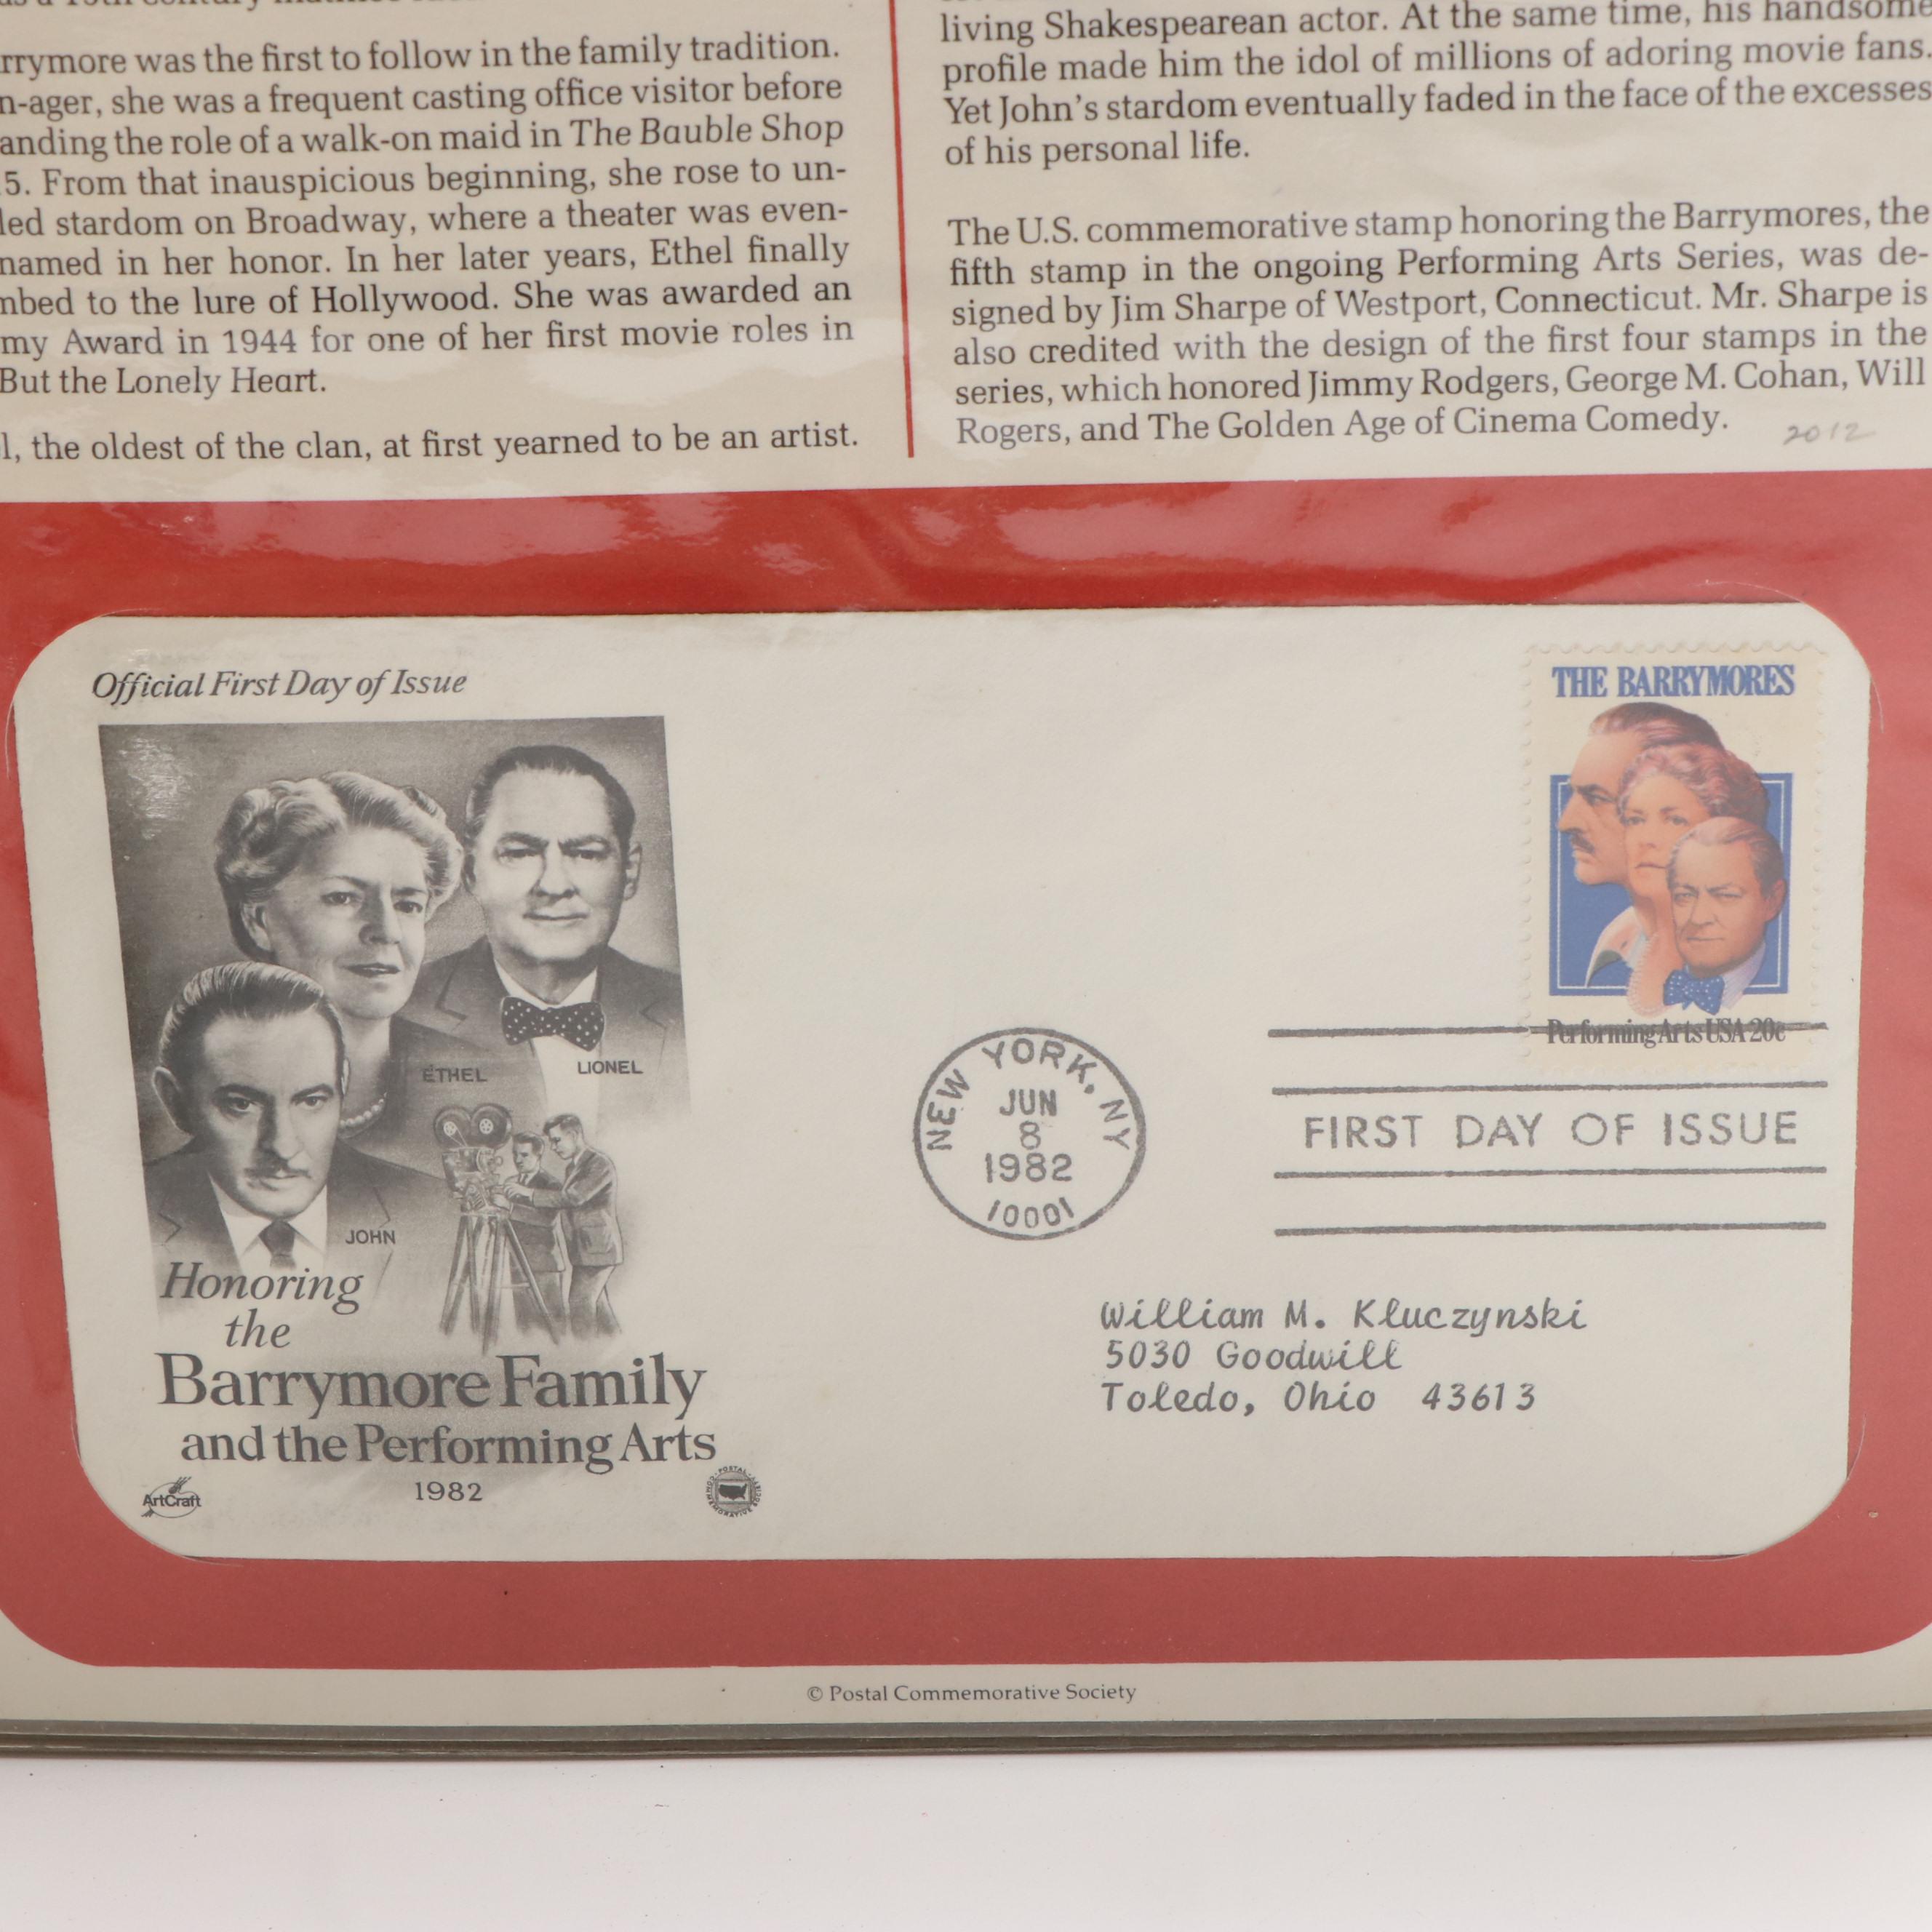 rrymore was the first to follow in the family tradition.
n-ager, she was a frequent casting office visitor before
anding the role of a walk-on maid in The Bauble Shop
5. From that inauspicious beginning, she rose to un-
led stardom on Broadway, where a theater was even-
named in her honor. In her later years, Ethel finally
mbed to the lure of Hollywood. She was awarded an
my Award in 1944 for one of her first movie roles in
But the Lonely Heart.
l, the oldest of the clan, at first yearned to be an artist.
living Shakespearean actor. At the same time, his handsome
profile made him the idol of millions of adoring movie fans.
Yet John's stardom eventually faded in the face of the excesses
of his personal life.
The U.S. commemorative stamp honoring the Barrymores, the
fifth stamp in the ongoing Performing Arts Series, was de-
signed by Jim Sharpe of Westport, Connecticut. Mr. Sharpe is
also credited with the design of the first four stamps in the
series, which honored Jimmy Rodgers, George M. Cohan, Will
Rogers, and The Golden Age of Cinema Comedy.
2012
Official First Day of Issue
ETHEL
LIONEL
JOHN
Honoring
the
Barrymore Family
and the Performing Arts
1982
ArtCraft
POSTAL COMMEMORATIVE SOCIETY
THE BARRYMORES
Performing Arts USA 20c
NEW YORK, NY
JUN
8
1982
10001
FIRST DAY OF ISSUE
William M. Kluczynski
5030 Goodwill
Toledo, Ohio 43613
© Postal Commemorative Society